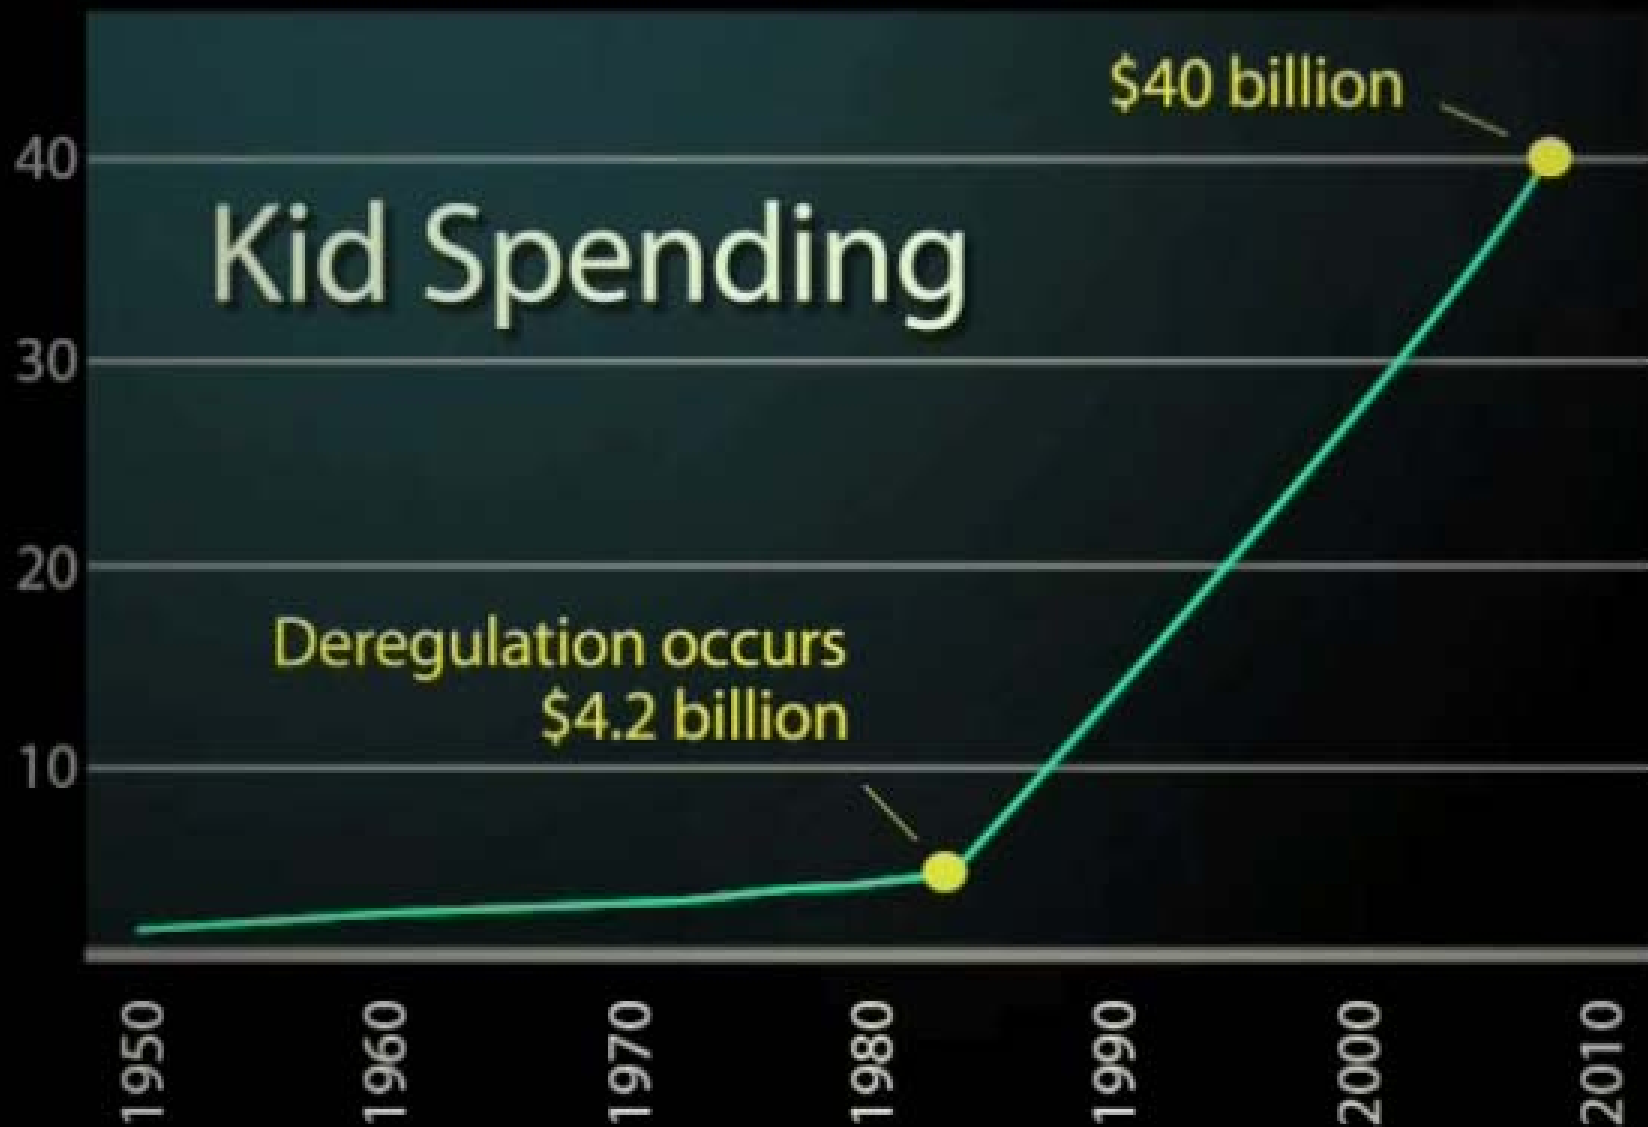 $40 billion
40
Kid Spending
30
20
Deregulation occurs
$4.2 billion
10
1950 1960 1970 1980 1990 2000 2010